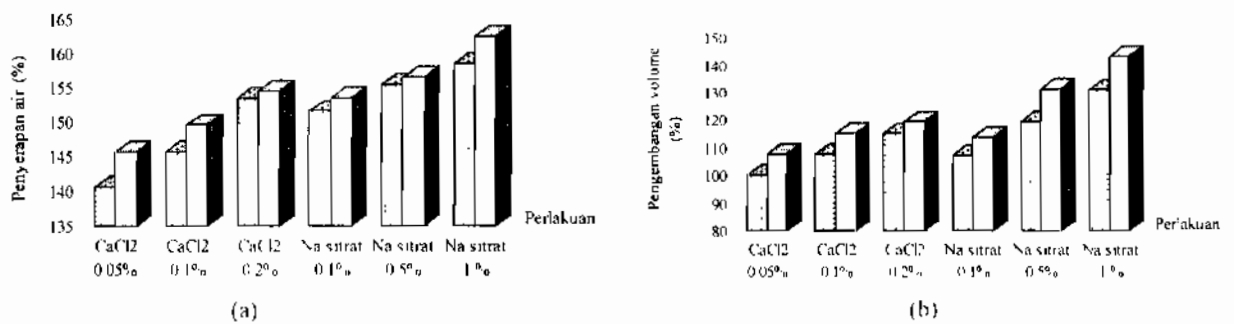 165
160
155
150
145
140
135
Penyerapan air (%)
CaCl2 CaCl2 CaCl2 Na sitrat Na sitrat Na sitrat
0.05% 0.1% 0.2% 0.1% 0.5% 1%
Perlakuan
(a)
150
140
130
120
110
100
90
80
Pengembangan volume
(%)
CaCl2 CaCl2 CaCl2 Na sitrat Na sitrat Na sitrat
0.05% 0.1% 0.2% 0.1% 0.5% 1%
Perlakuan
(b)